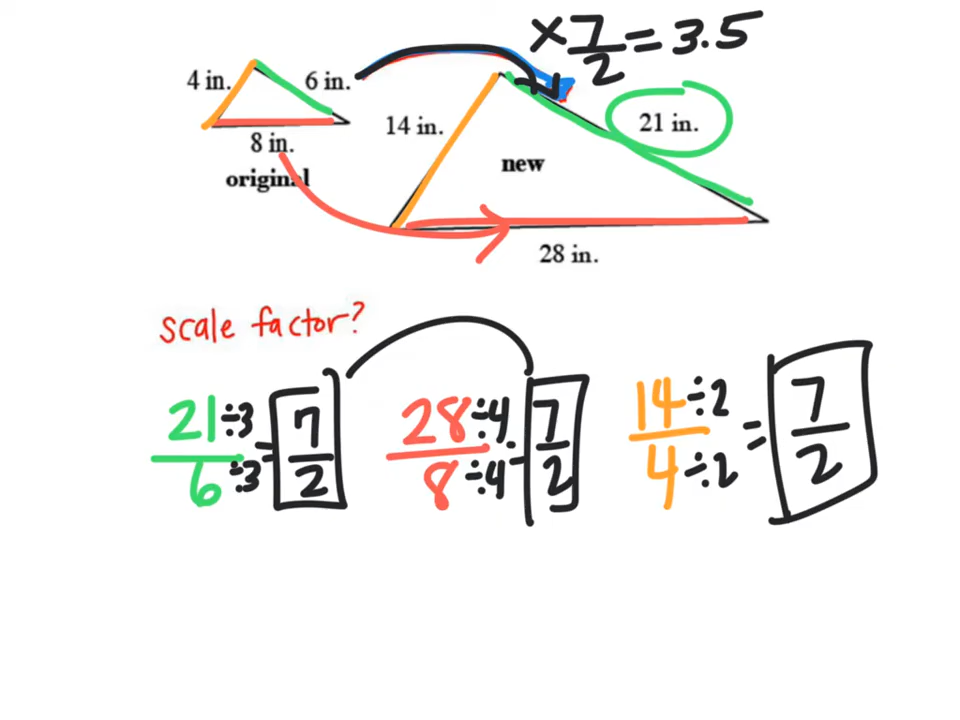 × 7/2 = 3.5
4 in.
6 in.
8 in.
original
14 in.
21 in.
new
28 in.
scale factor?
21÷3 / 6÷3 = 7/2
28÷4 / 8÷4 = 7/2
14÷2 / 4÷2 = 7/2